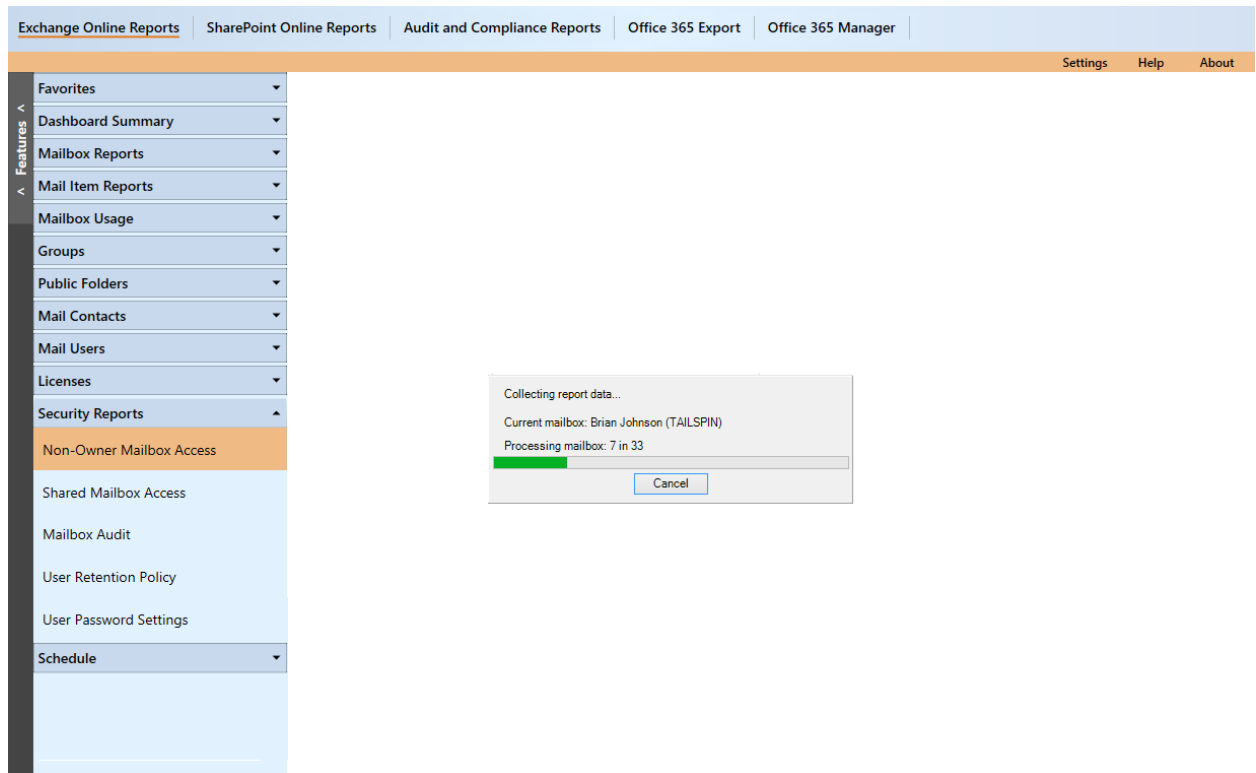 Exchange Online Reports SharePoint Online Reports Audit and Compliance Reports Office 365 Export Office 365 Manager
Settings Help About
< Features <
Favorites
Dashboard Summary
Mailbox Reports
Mail Item Reports
Mailbox Usage
Groups
Public Folders
Mail Contacts
Mail Users
Licenses
Security Reports
Non-Owner Mailbox Access
Shared Mailbox Access
Mailbox Audit
User Retention Policy
User Password Settings
Schedule
Collecting report data...
Current mailbox: Brian Johnson (TAILSPIN)
Processing mailbox: 7 in 33
Cancel